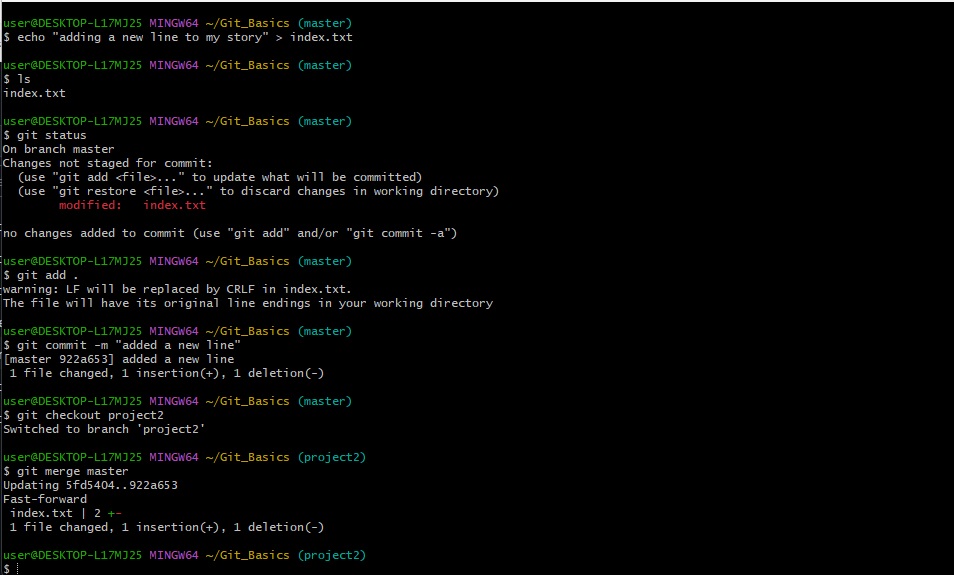 user@DESKTOP-L17MJ25 MINGW64 ~/Git_Basics (master)
$ echo "adding a new line to my story" > index.txt
user@DESKTOP-L17MJ25 MINGW64 ~/Git_Basics (master)
$ ls
index.txt
user@DESKTOP-L17MJ25 MINGW64 ~/Git_Basics (master)
$ git status
On branch master
Changes not staged for commit:
  (use "git add <file>..." to update what will be committed)
  (use "git restore <file>..." to discard changes in working directory)
        modified:   index.txt
no changes added to commit (use "git add" and/or "git commit -a")
user@DESKTOP-L17MJ25 MINGW64 ~/Git_Basics (master)
$ git add .
warning: LF will be replaced by CRLF in index.txt.
The file will have its original line endings in your working directory
user@DESKTOP-L17MJ25 MINGW64 ~/Git_Basics (master)
$ git commit -m "added a new line"
[master 922a653] added a new line
 1 file changed, 1 insertion(+), 1 deletion(-)
user@DESKTOP-L17MJ25 MINGW64 ~/Git_Basics (master)
$ git checkout project2
Switched to branch 'project2'
user@DESKTOP-L17MJ25 MINGW64 ~/Git_Basics (project2)
$ git merge master
Updating 5fd5404..922a653
Fast-forward
 index.txt | 2 +-
 1 file changed, 1 insertion(+), 1 deletion(-)
user@DESKTOP-L17MJ25 MINGW64 ~/Git_Basics (project2)
$